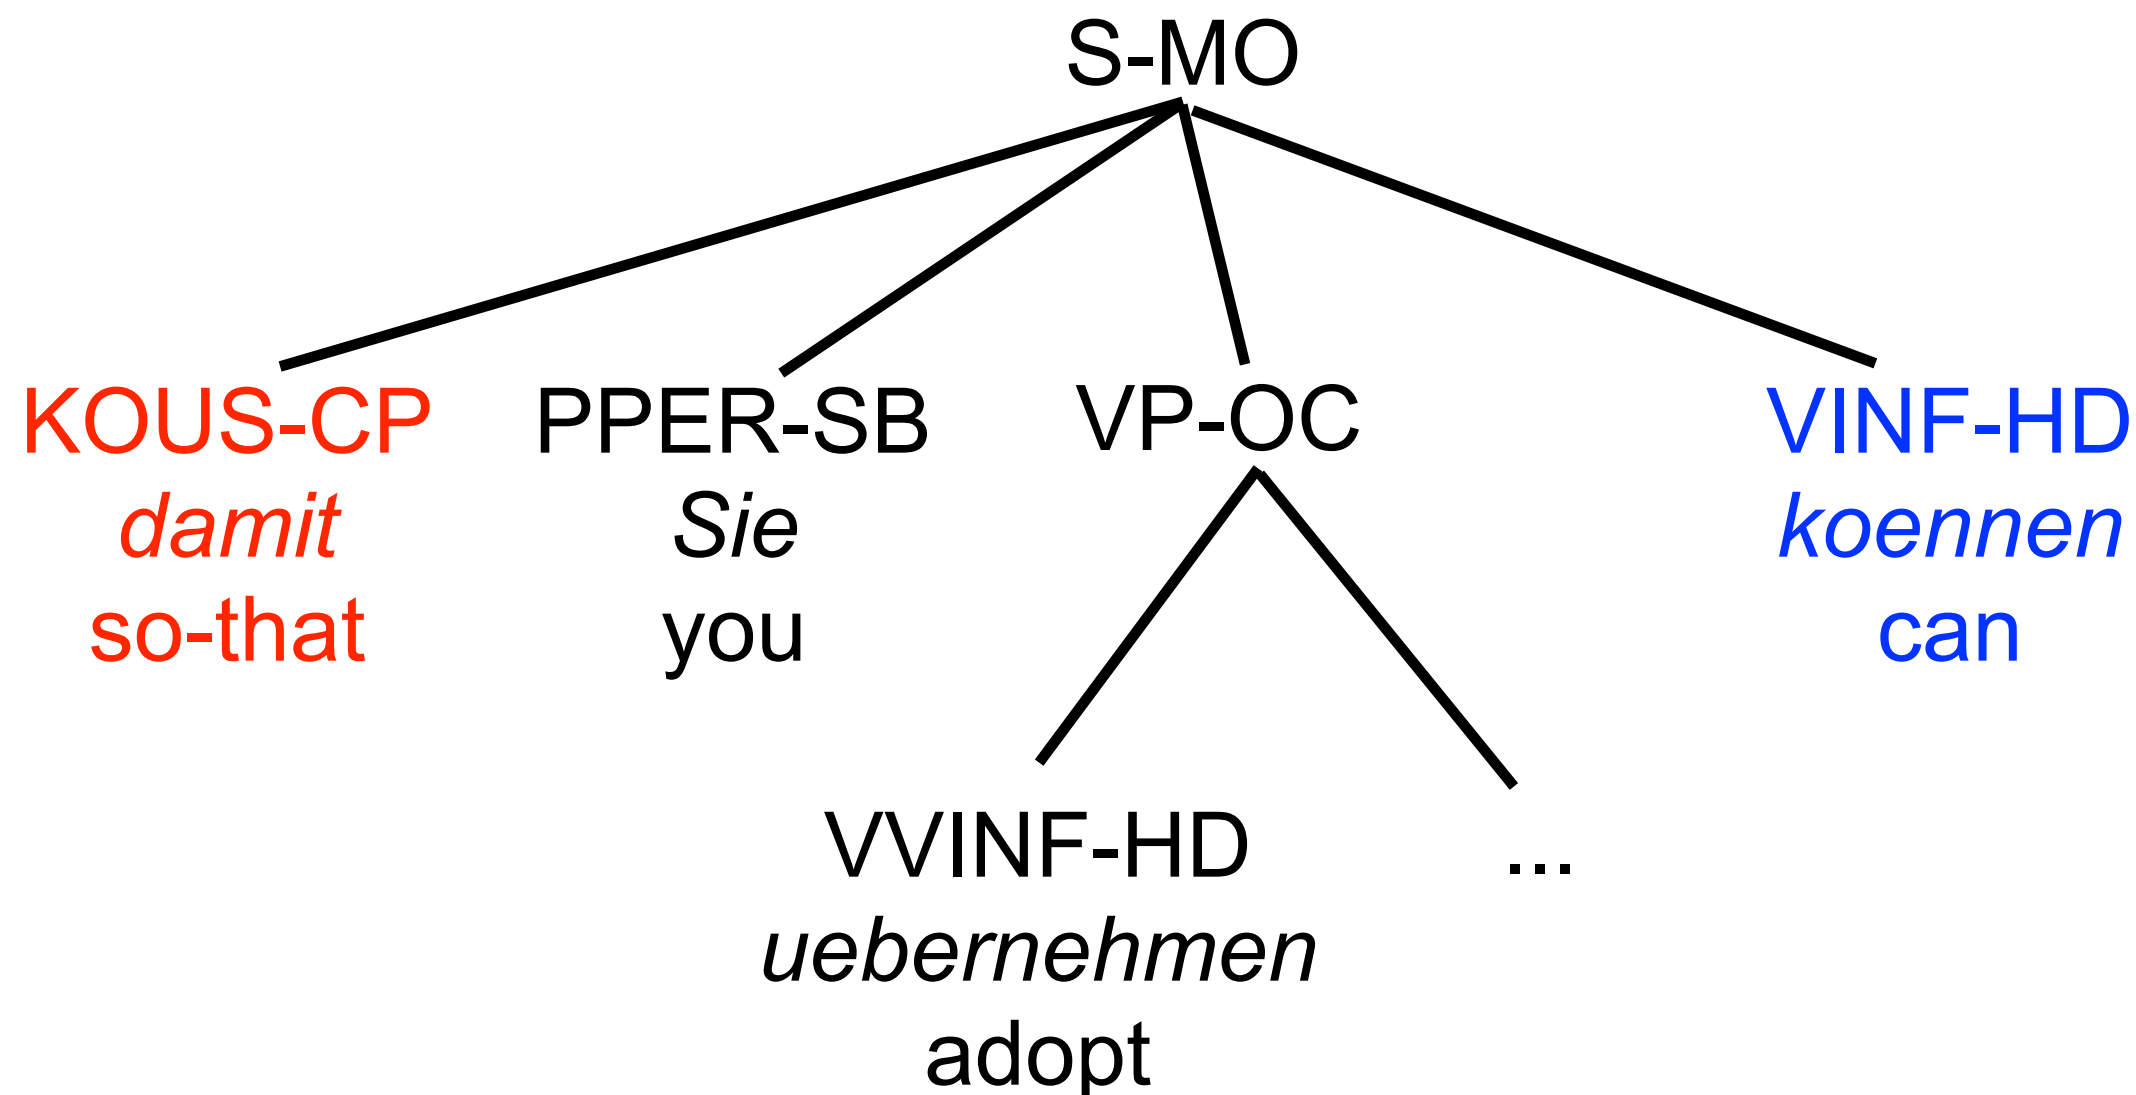 S-MO
KOUS-CP PPER-SB VP-OC VINF-HD
damit Sie koennen
so-that you can
VVINF-HD ...
uebernehmen
adopt